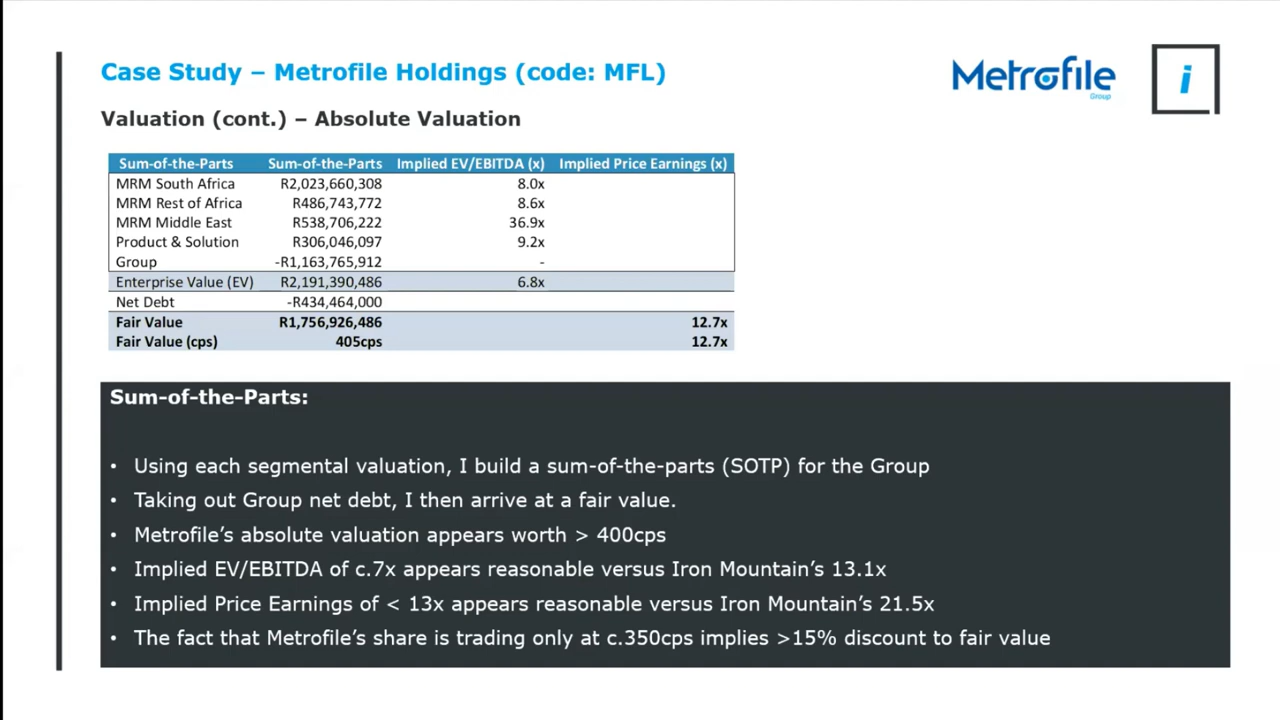 Case Study – Metrofile Holdings (code: MFL)
Metrofile
Group
i
Valuation (cont.) – Absolute Valuation
Sum-of-the-Parts Sum-of-the-Parts Implied EV/EBITDA (x) Implied Price Earnings (x)
MRM South Africa R2,023,660,308 8.0x
MRM Rest of Africa R486,743,772 8.6x
MRM Middle East R538,706,222 36.9x
Product & Solution R306,046,097 9.2x
Group -R1,163,765,912 -
Enterprise Value (EV) R2,191,390,486 6.8x
Net Debt -R434,464,000
Fair Value R1,756,926,486 12.7x
Fair Value (cps) 405cps 12.7x
Sum-of-the-Parts:
• Using each segmental valuation, I build a sum-of-the-parts (SOTP) for the Group
• Taking out Group net debt, I then arrive at a fair value.
• Metrofile’s absolute valuation appears worth > 400cps
• Implied EV/EBITDA of c.7x appears reasonable versus Iron Mountain’s 13.1x
• Implied Price Earnings of < 13x appears reasonable versus Iron Mountain’s 21.5x
• The fact that Metrofile’s share is trading only at c.350cps implies >15% discount to fair value